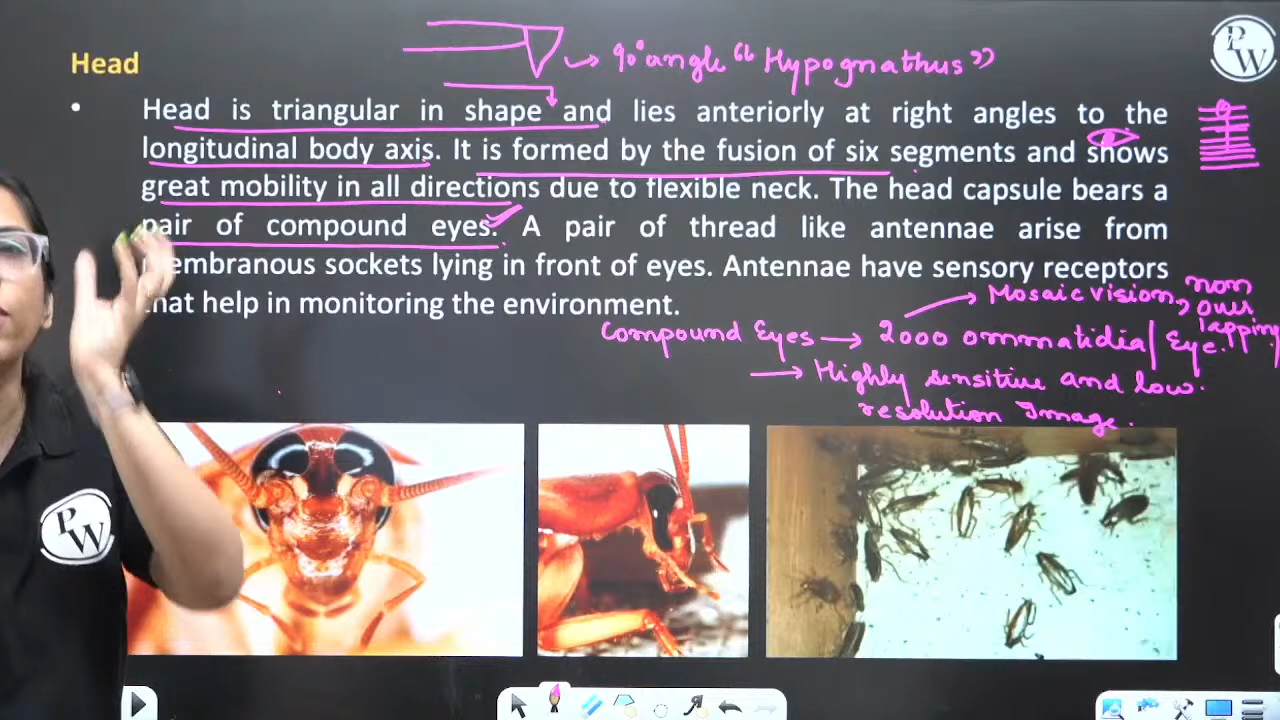 Head
→ 90° angle “Hypognathus”
PW
• Head is triangular in shape and lies anteriorly at right angles to the
longitudinal body axis. It is formed by the fusion of six segments and shows
great mobility in all directions due to flexible neck. The head capsule bears a
pair of compound eyes. A pair of thread like antennae arise from
membranous sockets lying in front of eyes. Antennae have sensory receptors
that help in monitoring the environment.
→ Mosaic vision, non
over
lapping
Compound Eyes → 2000 ommatidia/Eye.
→ Highly sensitive and low
resolution Image.
PW